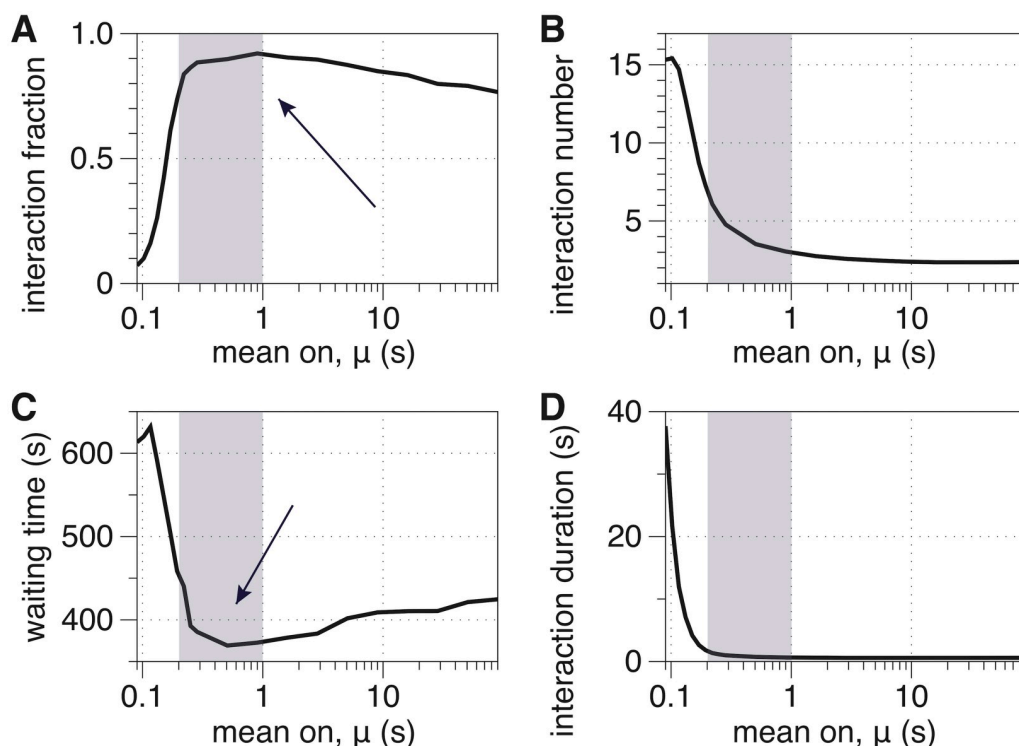 A
1.0
0.5
0
interaction fraction
0.1
1
10
mean on, μ (s)
B
15
10
5
interaction number
0.1
1
10
mean on, μ (s)
C
600
500
400
waiting time (s)
0.1
1
10
mean on, μ (s)
D
40
20
0
interaction duration (s)
0.1
1
10
mean on, μ (s)